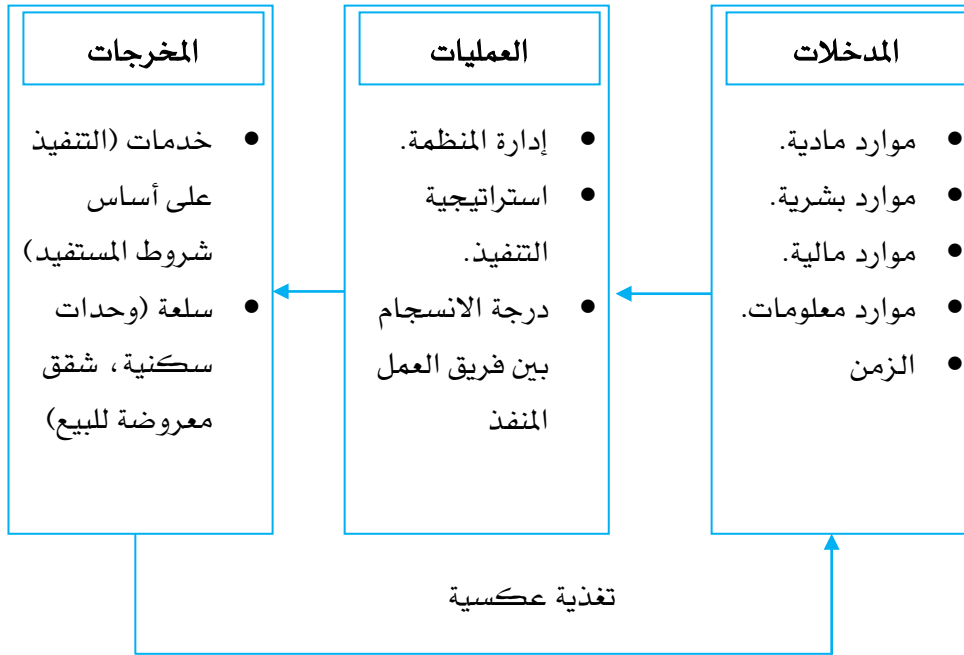 المدخلات
موارد مادية.
موارد بشرية.
موارد مالية.
موارد معلومات.
الزمن
العمليات
إدارة المنظمة.
استراتيجية
التنفيذ.
درجة الانسجام
بين فريق العمل
المنفذ
المخرجات
خدمات (التنفيذ
على أساس
شروط المستفيد)
سلعة (وحدات
سكنية، شقق
معروضة للبيع)
تغذية عكسية